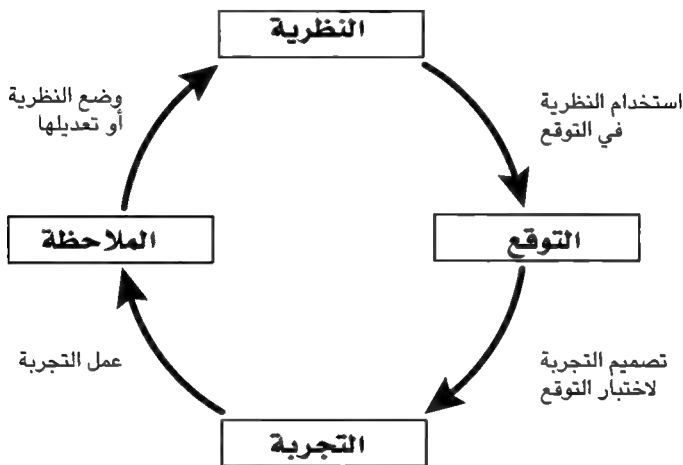 النظرية
وضع النظرية
أو تعديلها
استخدام النظرية
في التوقع
الملاحظة
التوقع
عمل التجربة
تصميم التجربة
لاختبار التوقع
التجربة